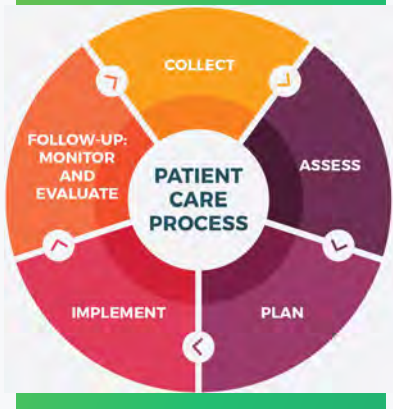 COLLECT
ASSESS
PLAN
IMPLEMENT
FOLLOW-UP:
MONITOR
AND
EVALUATE
PATIENT
CARE
PROCESS